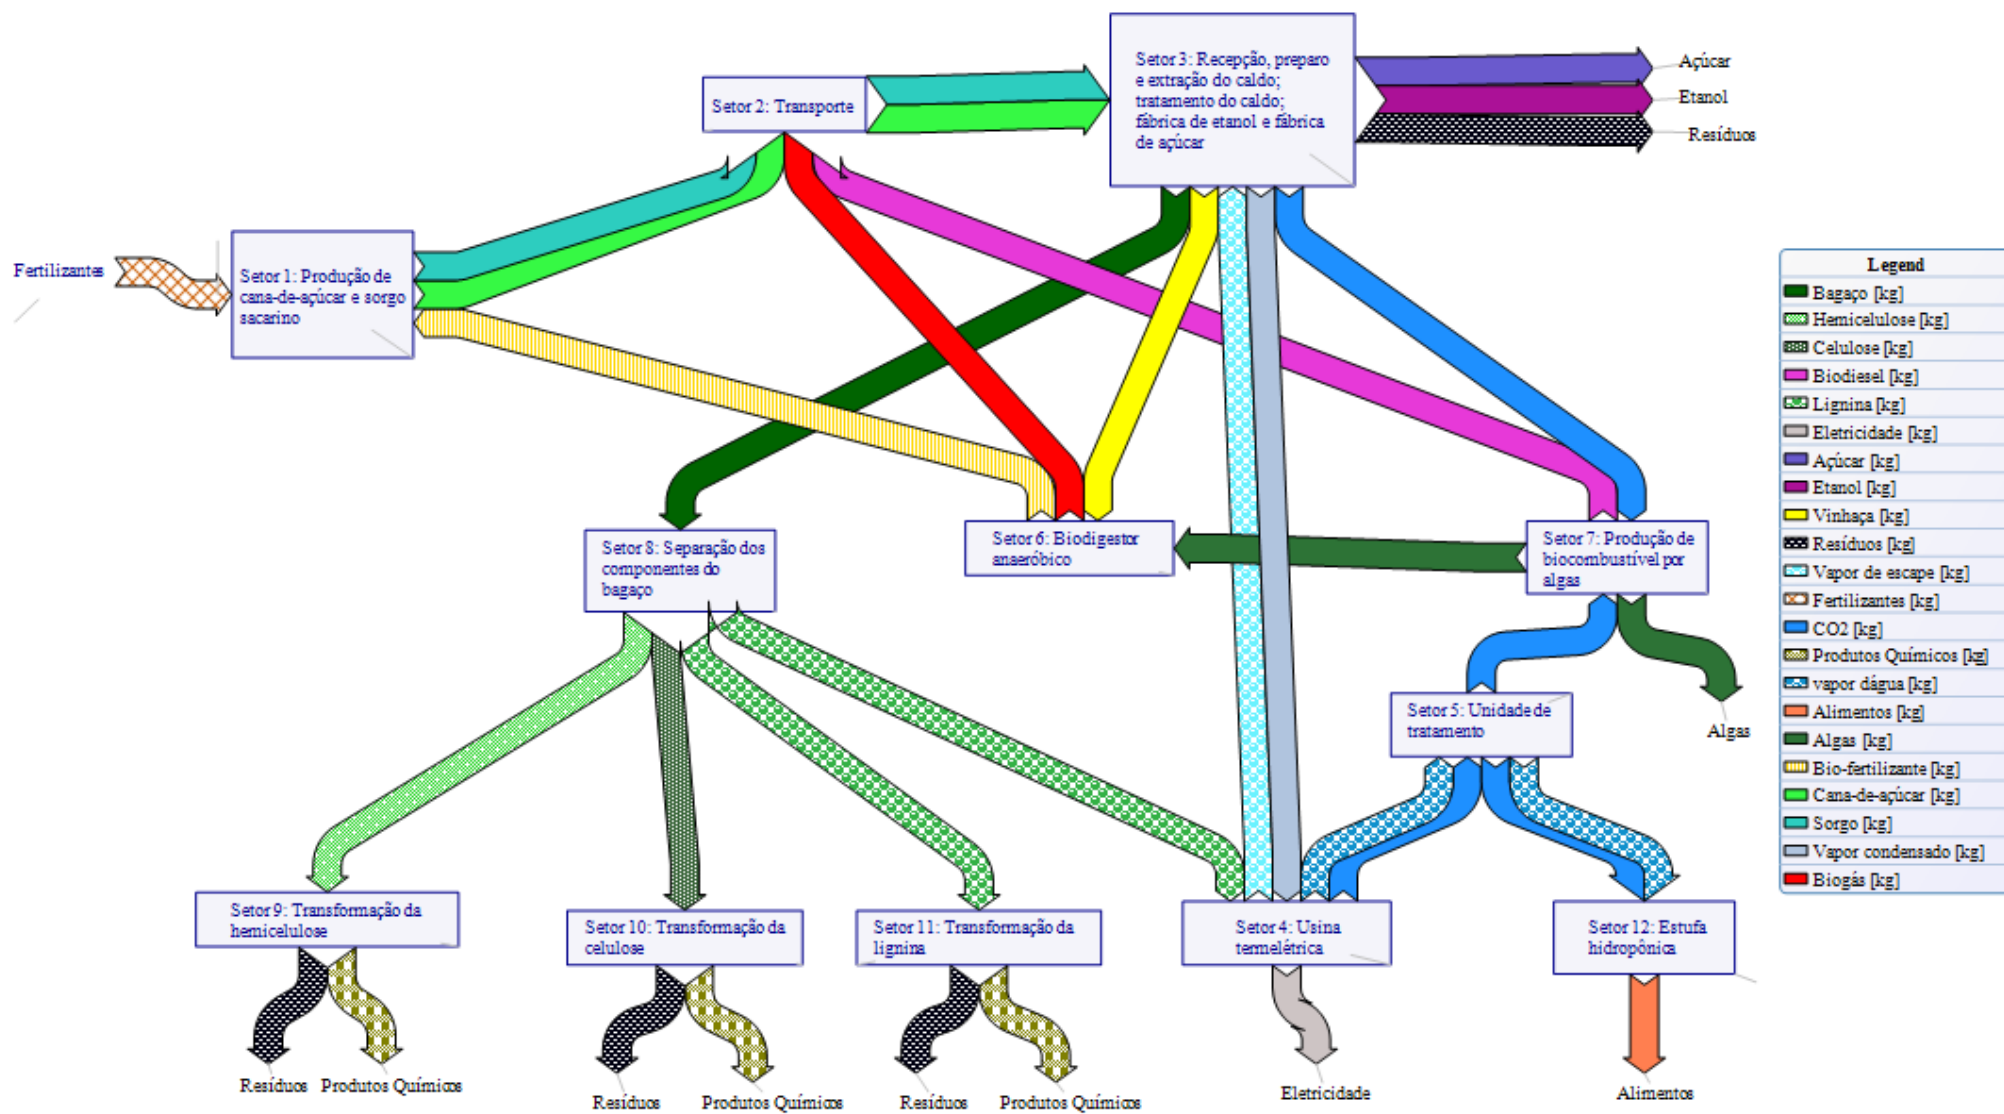 Setor 3: Recepção, preparo
e extração do caldo;
tratamento do caldo;
fábrica de etanol e fábrica
de açúcar
Açúcar
Etanol
Resíduos
Setor 2: Transporte
Fertilizantes
Setor 1: Produção de
cana-de-açúcar e sorgo
sacarino
Legend
Bagaço [kg]
Hemicelulose [kg]
Celulose [kg]
Biodiesel [kg]
Lignina [kg]
Eletricidade [kg]
Açúcar [kg]
Etanol [kg]
Vinhaça [kg]
Resíduos [kg]
Vapor de escape [kg]
Fertilizantes [kg]
CO2 [kg]
Produtos Químicos [kg]
vapor dágua [kg]
Alimentos [kg]
Algas [kg]
Bio-fertilizante [kg]
Cana-de-açúcar [kg]
Sorgo [kg]
Vapor condensado [kg]
Biogás [kg]
Setor 8: Separação dos
componentes do
bagaço
Setor 6: Biodigestor
anaeróbico
Setor 7: Produção de
biocombustível por
algas
Setor 5: Unidade de
tratamento
Algas
Setor 9: Transformação da
hemicelulose
Setor 10: Transformação da
celulose
Setor 11: Transformação da
lignina
Setor 4: Usina
termelétrica
Setor 12: Estufa
hidropônica
Resíduos
Produtos Químicos
Resíduos
Produtos Químicos
Resíduos
Produtos Químicos
Eletricidade
Alimentos